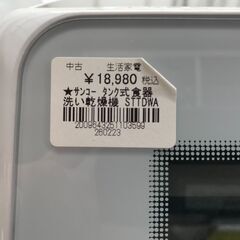 中古 生活家電
¥18,980 税込
★サンコー タンク式食器
洗い乾燥機 STTDWA
2009643251103599
260223